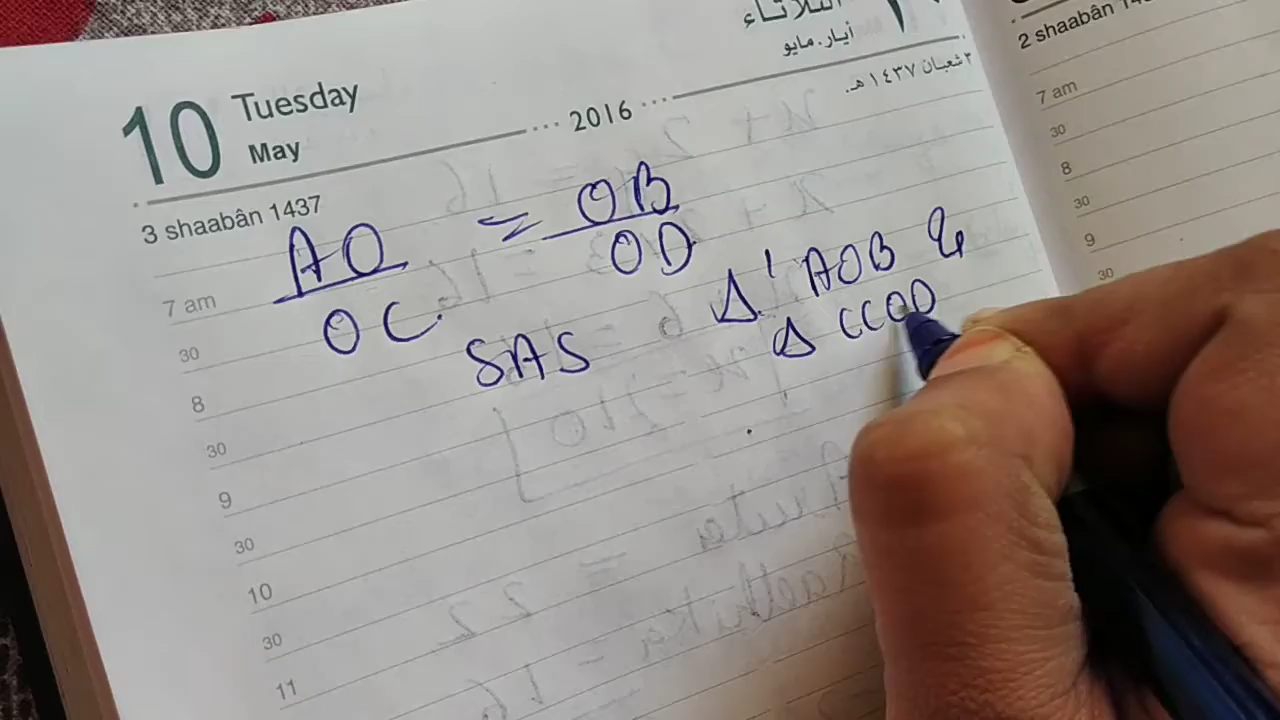 الثلاثاء
أيار.مايو
٣ شعبان ١٤٣٧ هـ.
10 Tuesday
May
2016
3 shaabân 1437
2 shaabân
AO = OB
OC. OD
SAS
Δ' AOB &
Δ CCOD
7 am
30
8
30
9
30
10
30
11
7 am
30
8
30
9
30